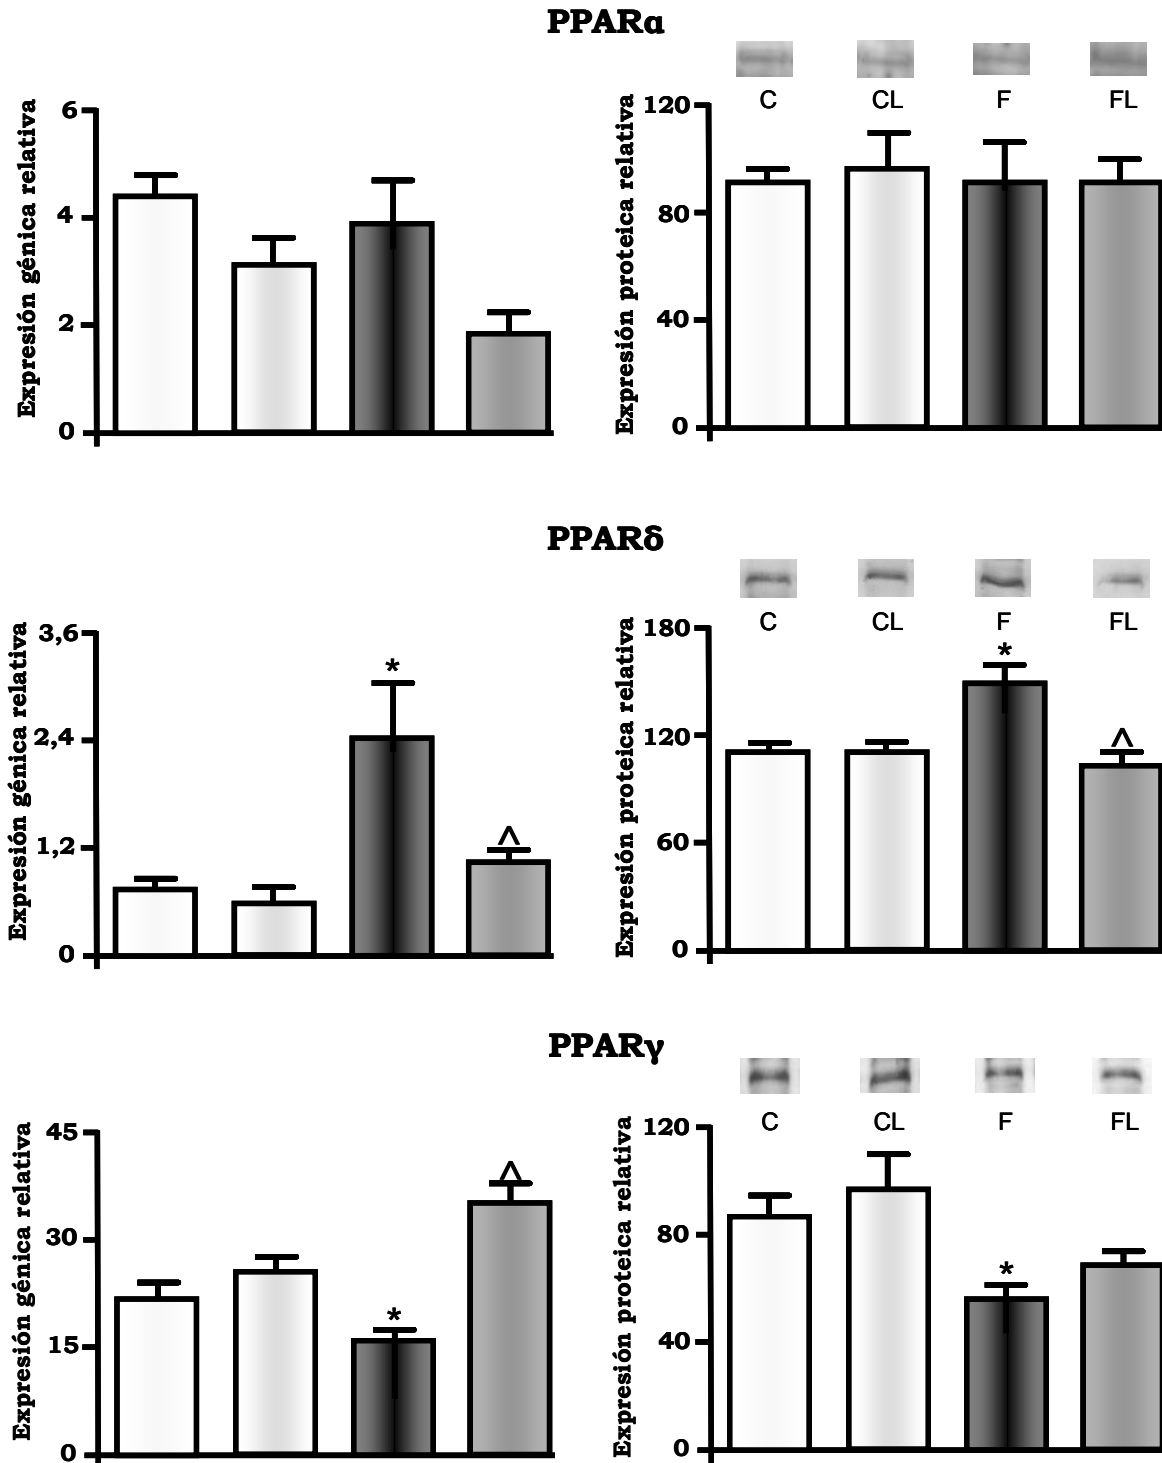 PPARα
C CL F FL
Expresión génica relativa
6
4
2
0
Expresión proteica relativa
120
80
40
0
PPARδ
C CL F FL
Expresión génica relativa
3,6
2,4
1,2
0
*
^
Expresión proteica relativa
180
120
60
0
*
^
PPARγ
C CL F FL
Expresión génica relativa
45
30
15
0
*
^
Expresión proteica relativa
120
80
40
0
*